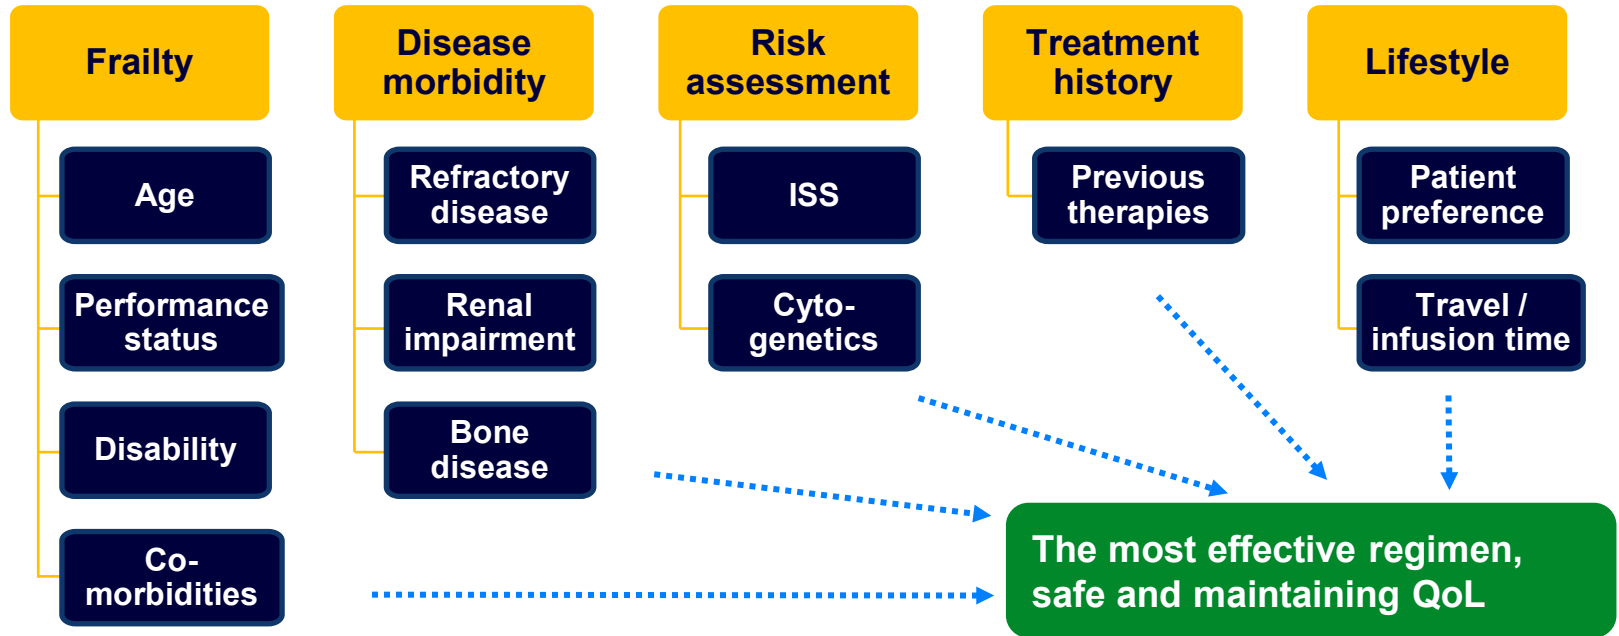 Frailty
Disease
morbidity
Risk
assessment
Treatment
history
Lifestyle
Age
Performance
status
Disability
Co-
morbidities
Refractory
disease
Renal
impairment
Bone
disease
ISS
Cyto-
genetics
Previous
therapies
Patient
preference
Travel /
infusion time
The most effective regimen,
safe and maintaining QoL